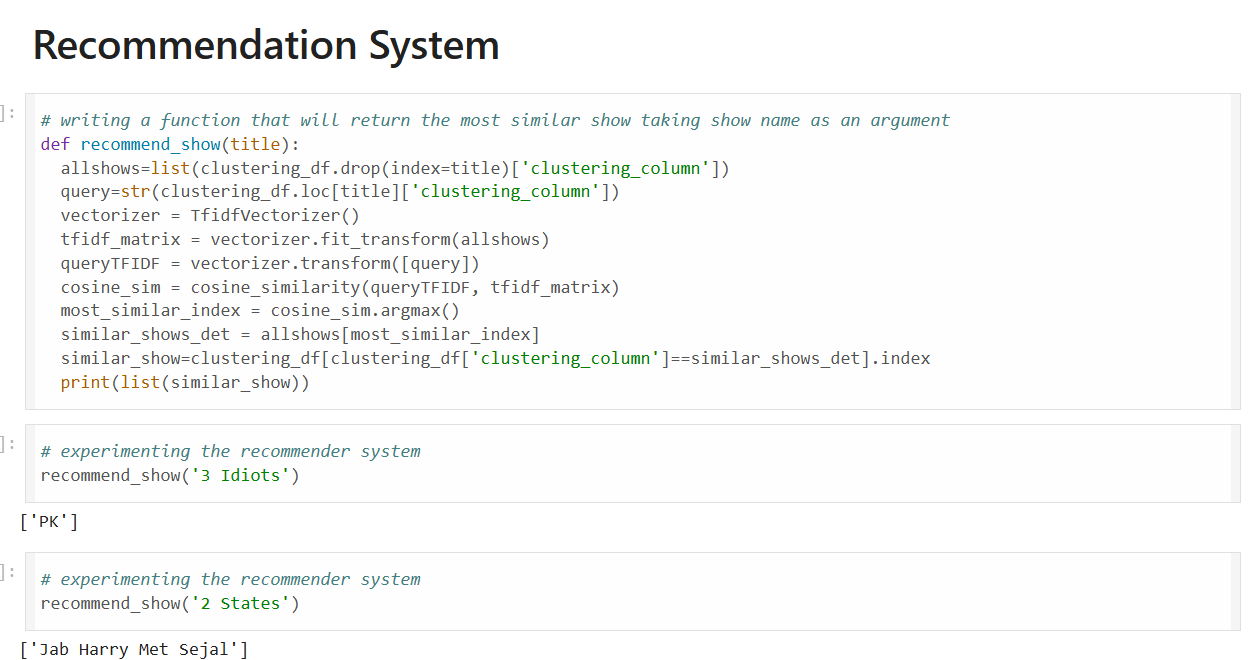 Recommendation System
]:
# writing a function that will return the most similar show taking show name as an argument
def recommend_show(title):
  allshows=list(clustering_df.drop(index=title)['clustering_column'])
  query=str(clustering_df.loc[title]['clustering_column'])
  vectorizer = TfidfVectorizer()
  tfidf_matrix = vectorizer.fit_transform(allshows)
  queryTFIDF = vectorizer.transform([query])
  cosine_sim = cosine_similarity(queryTFIDF, tfidf_matrix)
  most_similar_index = cosine_sim.argmax()
  similar_shows_det = allshows[most_similar_index]
  similar_show=clustering_df[clustering_df['clustering_column']==similar_shows_det].index
  print(list(similar_show))
]:
# experimenting the recommender system
recommend_show('3 Idiots')
['PK']
]:
# experimenting the recommender system
recommend_show('2 States')
['Jab Harry Met Sejal']